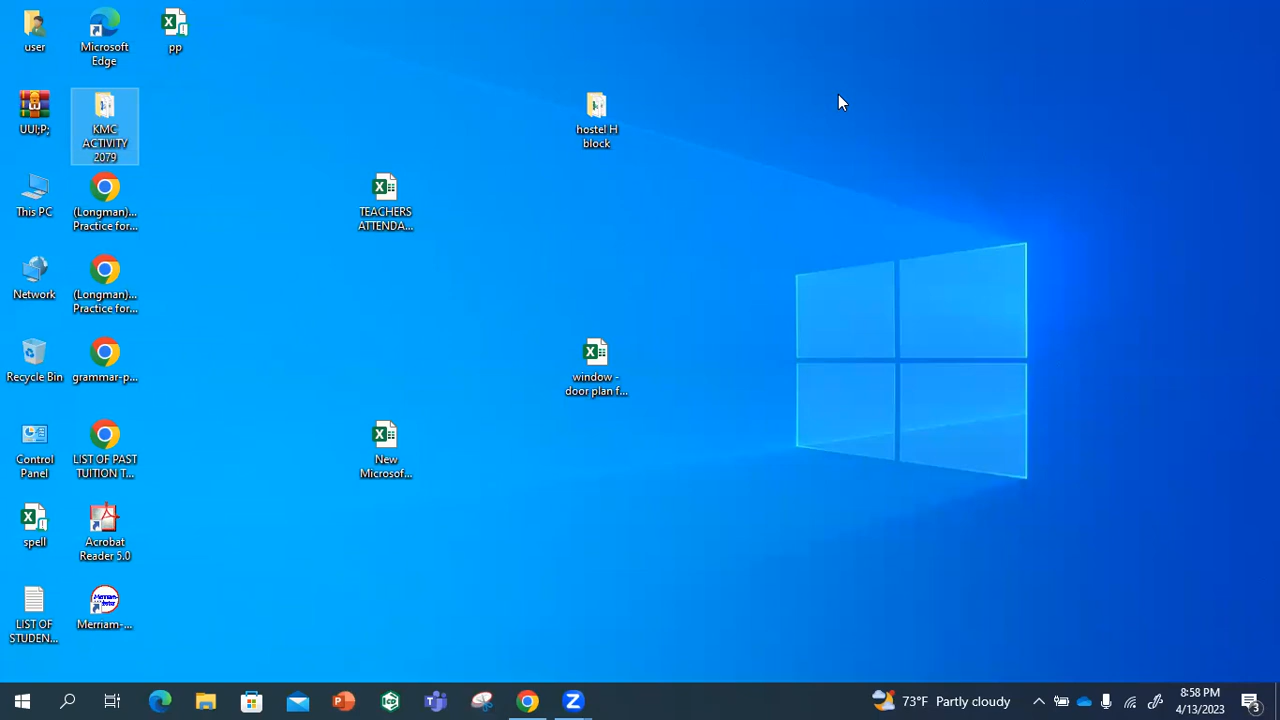 user
Microsoft
Edge
pp
UUI;P;
KMC
ACTIVITY
2079
hostel H
block
This PC
(Longman)...
Practice for...
TEACHERS
ATTENDA...
Network
(Longman)...
Practice for...
Recycle Bin
grammar-p...
window -
door plan f...
Control
Panel
LIST OF PAST
TUITION T...
New
Microsof...
spell
Acrobat
Reader 5.0
LIST OF
STUDEN...
Merriam-...
73°F Partly cloudy
8:58 PM
4/13/2023
3